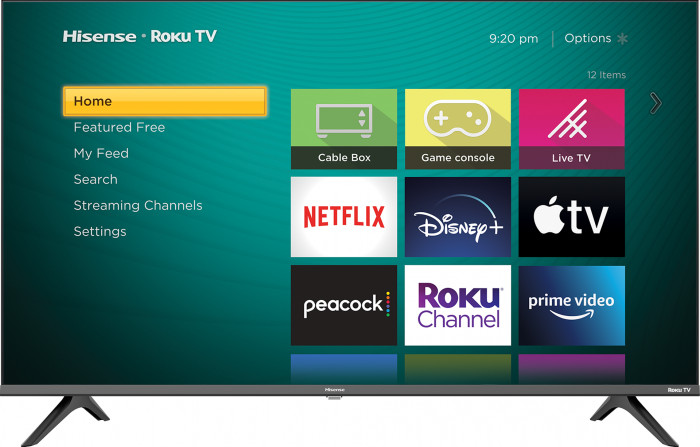 Hisense • Roku TV
9:20 pm | Options ✱
12 Items
Home
Featured Free
My Feed
Search
Streaming Channels
Settings
Cable Box
Game console
Live TV
NETFLIX
Disney+
tv
peacock
Roku Channel
prime video
Hisense
Roku TV